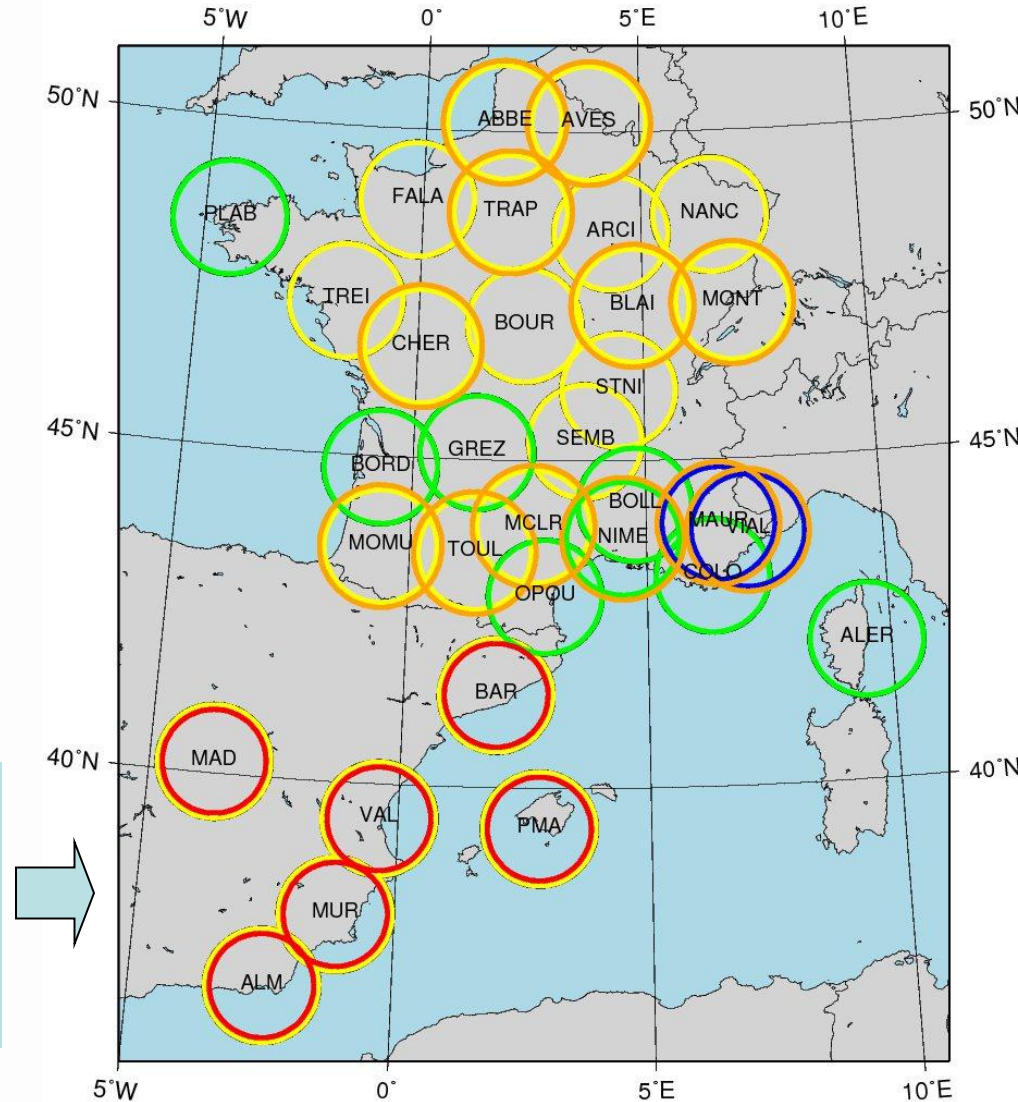 5°W 0° 5°E 10°E
50°N 50°N
ABBE AVES
FALA TRAP ARCI NANC
PLAB
TREI BOUR BLAI MONT
CHER
STNI
45°N 45°N
BORD GREZ SEMB
MOMU TOUL MCLR NIME BOLL MAUR VIAL
OPOU COLO
ALER
BAR
MAD
40°N 40°N
VAL PMA
MUR
ALM
5°W 0° 5°E 10°E